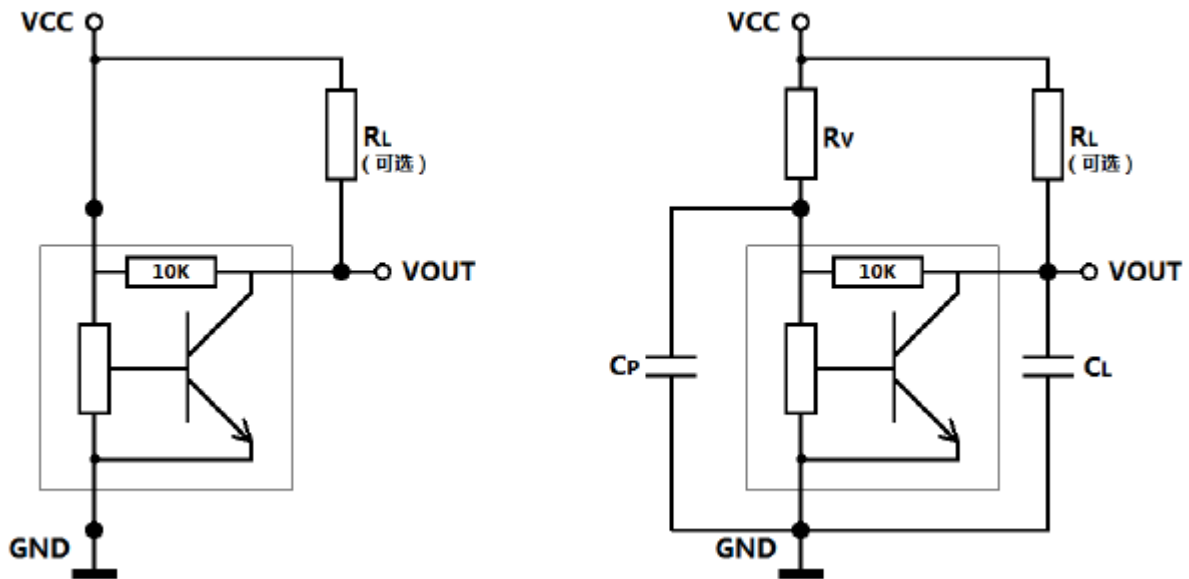 VCC
RL
(可选)
10K
VOUT
GND
VCC
RV
RL
(可选)
10K
VOUT
CP
CL
GND